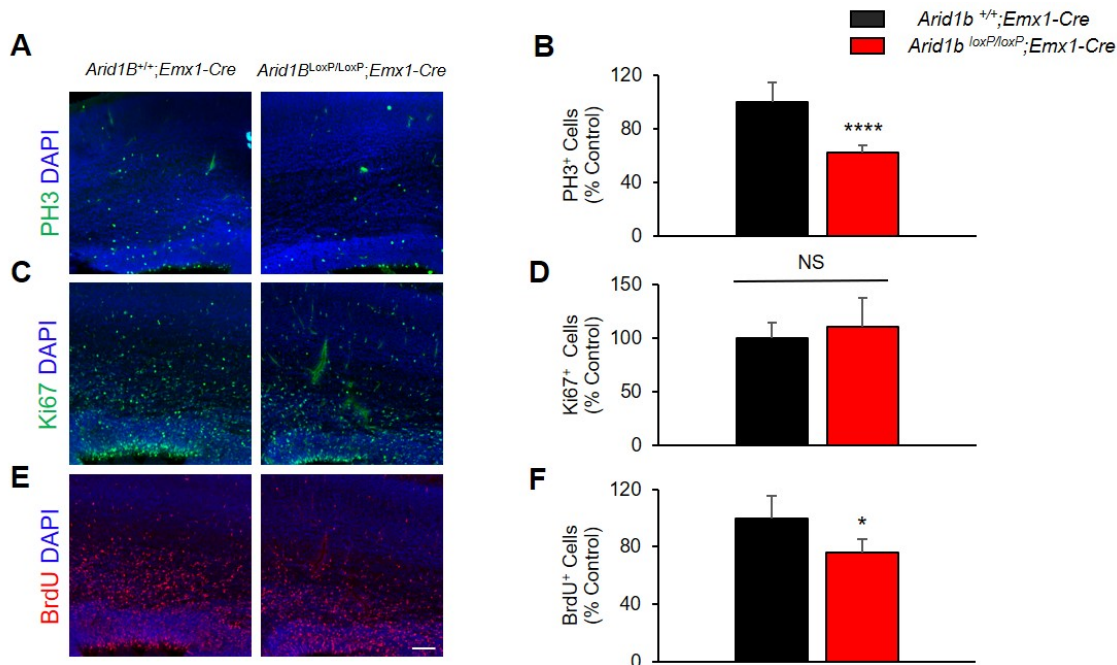 Arid1b +/+;Emx1-Cre
Arid1b loxP/loxP;Emx1-Cre
A
Arid1B+/+;Emx1-Cre
Arid1BLoxP/LoxP;Emx1-Cre
PH3 DAPI
B
PH3+ Cells
(% Control)
120
80
40
0
****
C
Ki67 DAPI
D
Ki67+ Cells
(% Control)
150
100
50
0
NS
E
BrdU DAPI
F
BrdU+ Cells
(% Control)
120
80
40
0
*